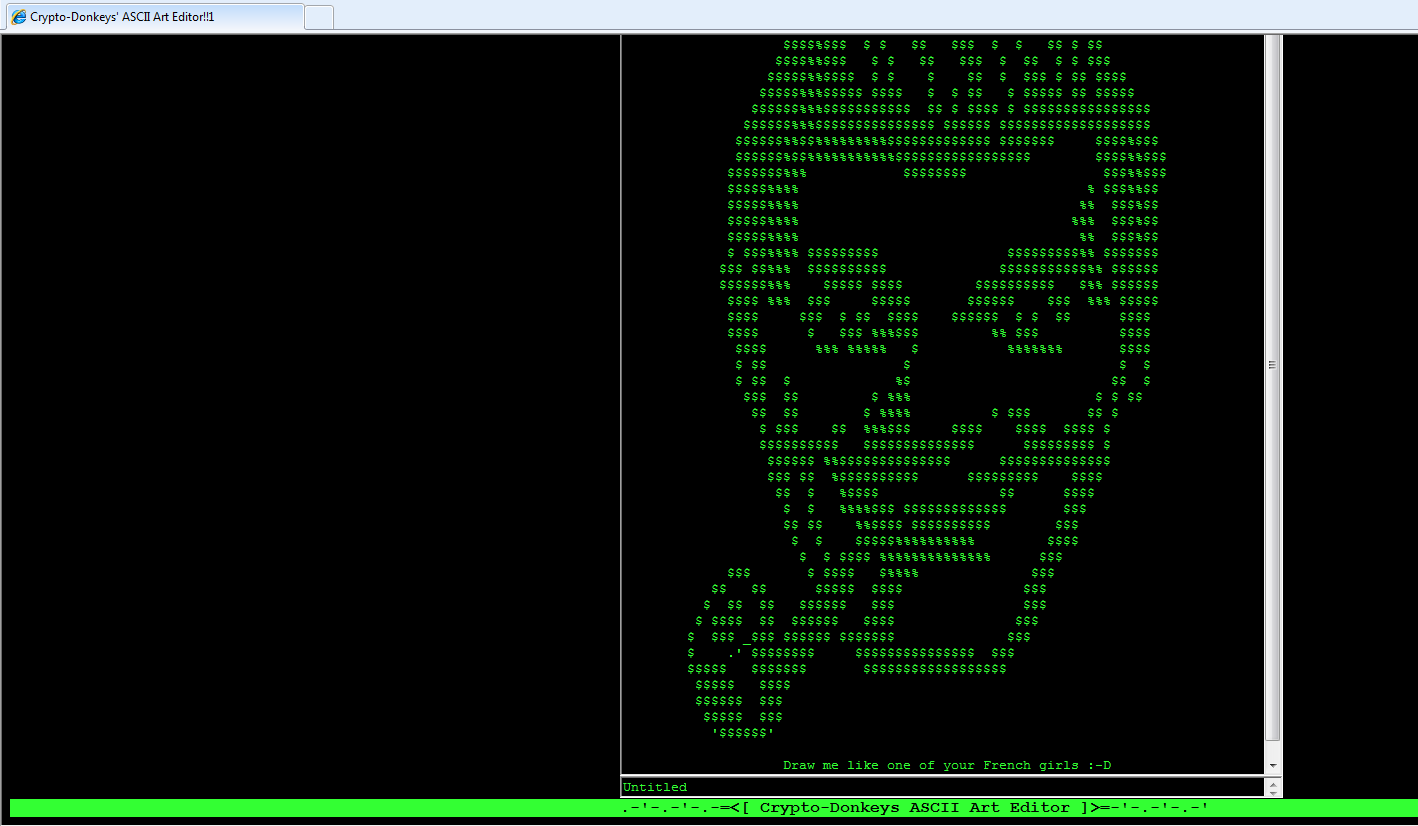 Crypto-Donkeys' ASCII Art Editor!!1
Draw me like one of your French girls :-D
Untitled
.-'-.-'-.-=<[ Crypto-Donkeys ASCII Art Editor ]>=-'-.-'-.-'